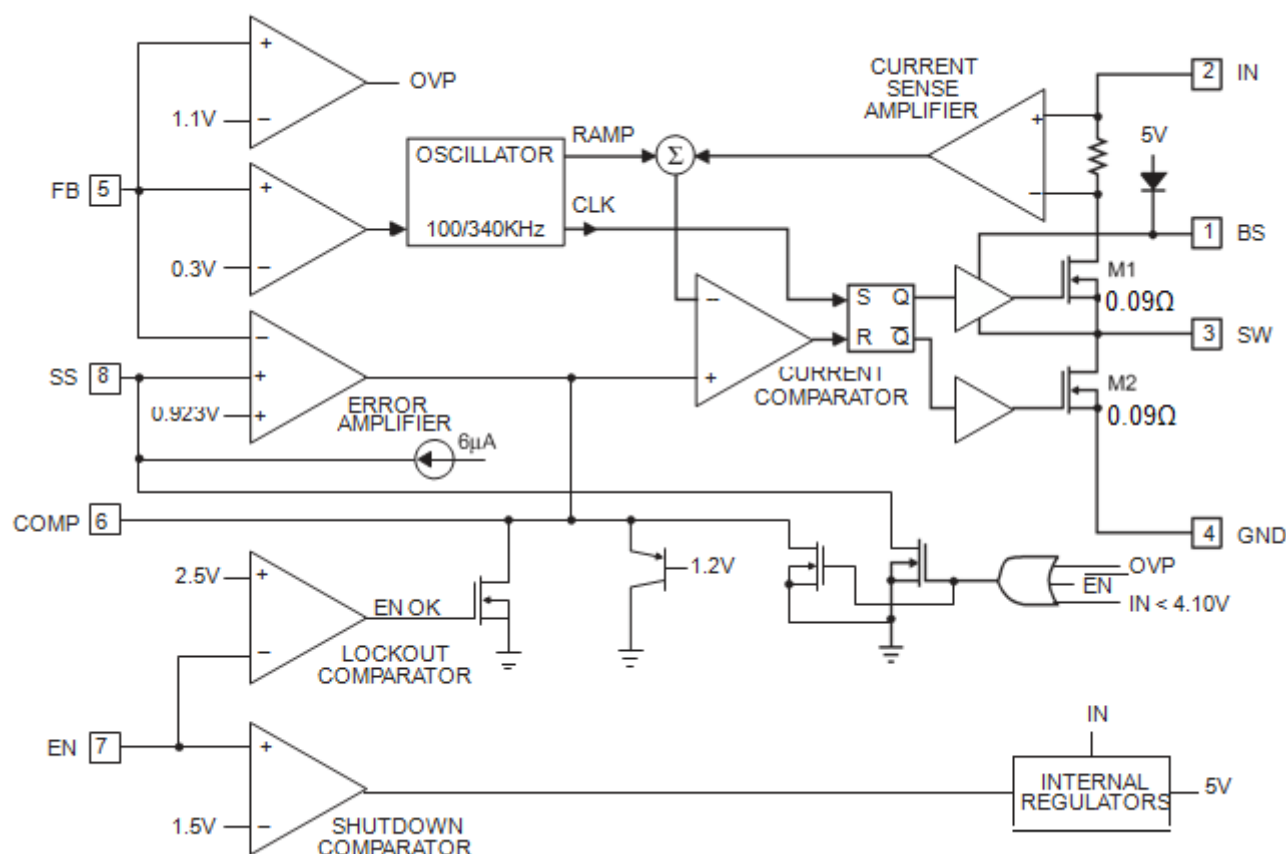 OVP
1.1V
FB 5
0.3V
OSCILLATOR
100/340KHz
RAMP
CLK
Σ
CURRENT
SENSE
AMPLIFIER
+
−
2 IN
5V
1 BS
M1
0.09Ω
3 SW
M2
0.09Ω
4 GND
S Q
R Q̅
CURRENT
COMPARATOR
SS 8
0.923V
ERROR
AMPLIFIER
6µA
COMP 6
2.5V
EN OK
LOCKOUT
COMPARATOR
1.2V
OVP
E̅N̅
IN < 4.10V
EN 7
1.5V
SHUTDOWN
COMPARATOR
IN
INTERNAL
REGULATORS
5V